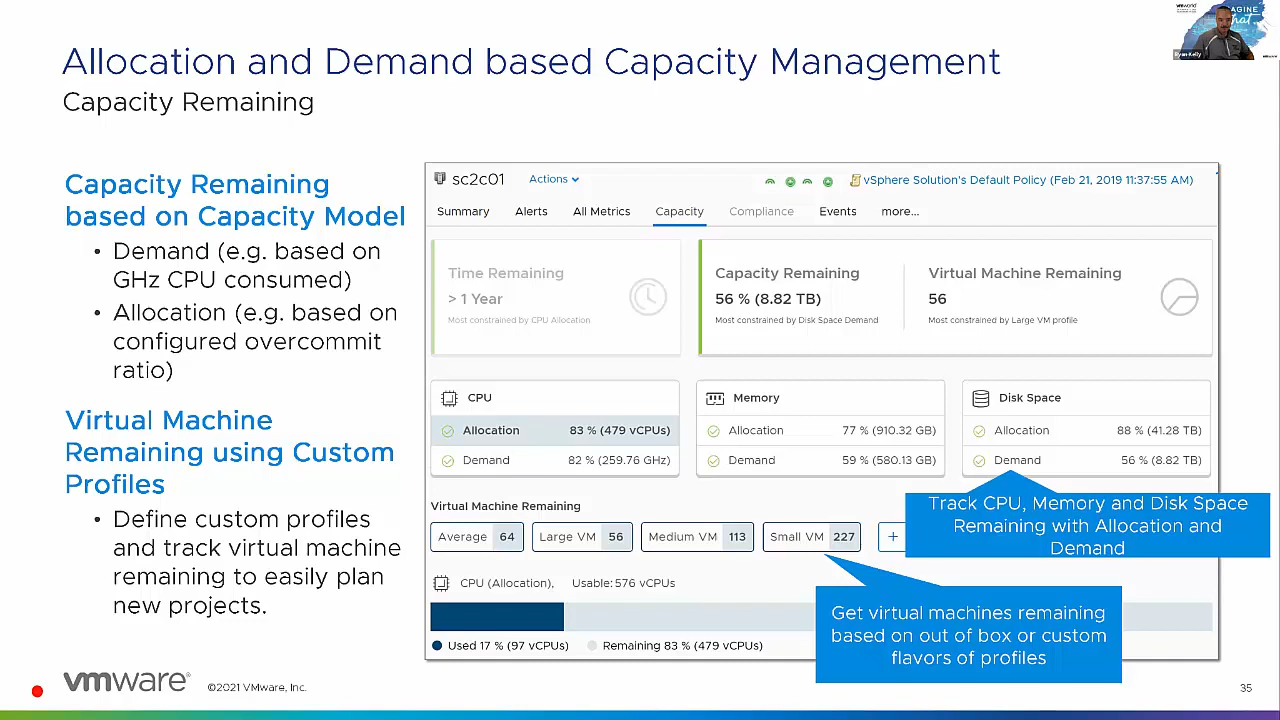 Allocation and Demand based Capacity Management
Capacity Remaining
Ryan Kelly
Capacity Remaining
based on Capacity Model
• Demand (e.g. based on
GHz CPU consumed)
• Allocation (e.g. based on
configured overcommit
ratio)
Virtual Machine
Remaining using Custom
Profiles
• Define custom profiles
and track virtual machine
remaining to easily plan
new projects.
sc2c01 Actions vSphere Solution's Default Policy (Feb 21, 2019 11:37:55 AM)
Summary Alerts All Metrics Capacity Compliance Events more...
Time Remaining
> 1 Year
Most constrained by CPU Allocation
Capacity Remaining
56 % (8.82 TB)
Most constrained by Disk Space Demand
Virtual Machine Remaining
56
Most constrained by Large VM profile
CPU
Allocation 83 % (479 vCPUs)
Demand 82 % (259.76 GHz)
Memory
Allocation 77 % (910.32 GB)
Demand 59 % (580.13 GB)
Disk Space
Allocation 88 % (41.28 TB)
Demand 56 % (8.82 TB)
Virtual Machine Remaining
Average 64 Large VM 56 Medium VM 113 Small VM 227 +
Track CPU, Memory and Disk Space
Remaining with Allocation and
Demand
CPU (Allocation), Usable: 576 vCPUs
Used 17 % (97 vCPUs) Remaining 83 % (479 vCPUs)
Get virtual machines remaining
based on out of box or custom
flavors of profiles
vmware® ©2021 VMware, Inc.
35